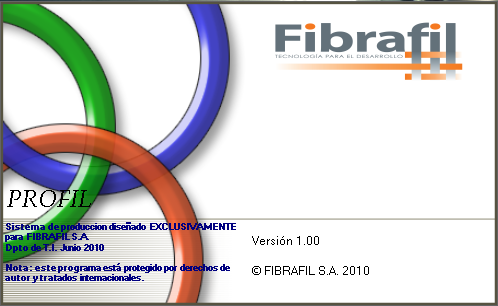 Fibrafil
TECNOLOGÍA PARA EL DESARROLLO
PROFIL
Sistema de produccion diseñado EXCLUSIVAMENTE
para FIBRAFIL S.A
Dpto de T.I. Junio 2010
Nota : este programa está protegido por derechos de
autor y tratados internacionales.
Versión 1.00
© FIBRAFIL S.A. 2010